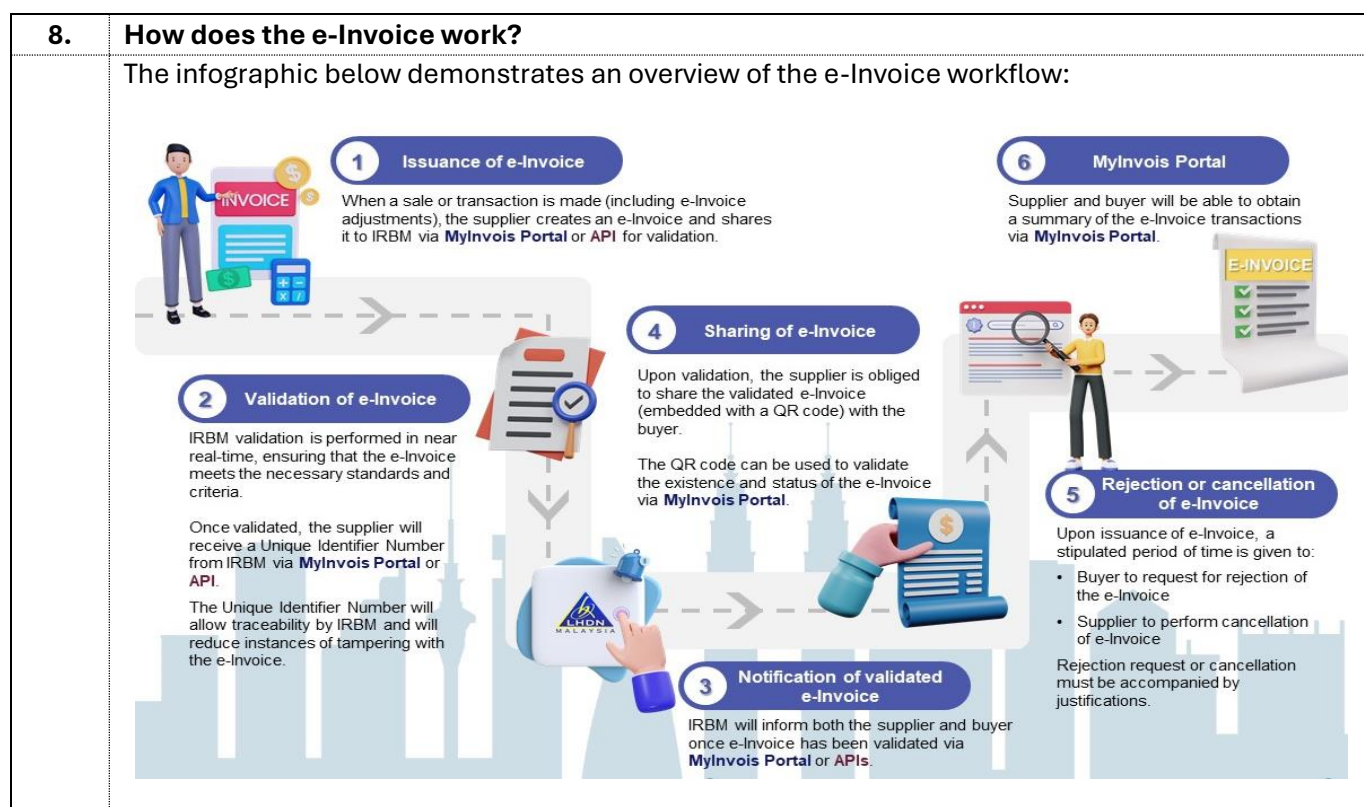 8. How does the e-Invoice work?
The infographic below demonstrates an overview of the e-Invoice workflow:
INVOICE
1 Issuance of e-Invoice
When a sale or transaction is made (including e-Invoice
adjustments), the supplier creates an e-Invoice and shares
it to IRBM via MyInvois Portal or API for validation.
2 Validation of e-Invoice
IRBM validation is performed in near
real-time, ensuring that the e-Invoice
meets the necessary standards and
criteria.
Once validated, the supplier will
receive a Unique Identifier Number
from IRBM via MyInvois Portal or
API.
The Unique Identifier Number will
allow traceability by IRBM and will
reduce instances of tampering with
the e-Invoice.
LHDN
MALAYSIA
3 Notification of validated
e-Invoice
IRBM will inform both the supplier and buyer
once e-Invoice has been validated via
MyInvois Portal or APIs.
4 Sharing of e-Invoice
Upon validation, the supplier is obliged
to share the validated e-Invoice
(embedded with a QR code) with the
buyer.
The QR code can be used to validate
the existence and status of the e-Invoice
via MyInvois Portal.
5 Rejection or cancellation
of e-Invoice
Upon issuance of e-Invoice, a
stipulated period of time is given to:
• Buyer to request for rejection of
the e-Invoice
• Supplier to perform cancellation
of e-Invoice
Rejection request or cancellation
must be accompanied by
justifications.
6 MyInvois Portal
Supplier and buyer will be able to obtain
a summary of the e-Invoice transactions
via MyInvois Portal.
E-INVOICE